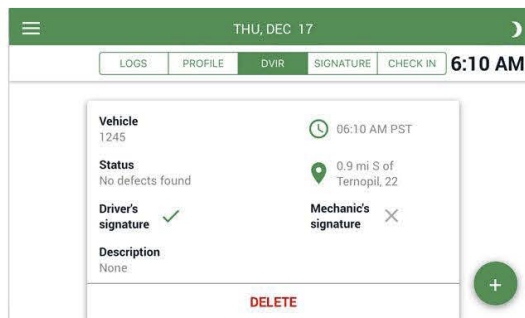 THU, DEC 17
LOGS PROFILE DVIR SIGNATURE CHECK IN 6:10 AM
Vehicle
1245
06:10 AM PST
Status
No defects found
0.9 mi S of
Ternopil, 22
Driver's
signature
Mechanic's
signature
Description
None
+
DELETE